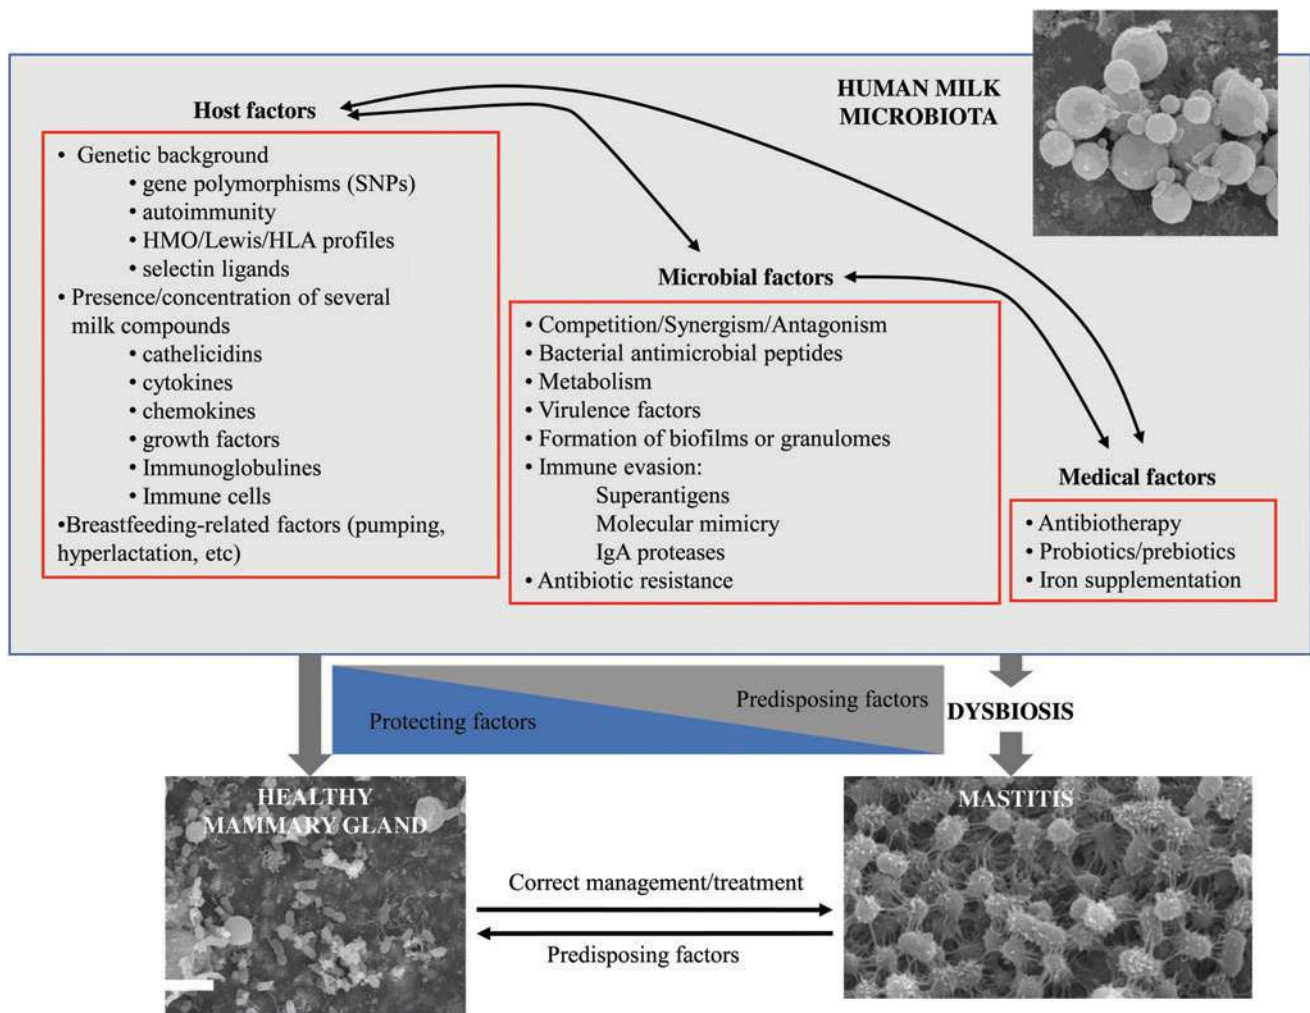 HUMAN MILK
MICROBIOTA
Host factors
• Genetic background
• gene polymorphisms (SNPs)
• autoimmunity
• HMO/Lewis/HLA profiles
• selectin ligands
• Presence/concentration of several
milk compounds
• cathelicidins
• cytokines
• chemokines
• growth factors
• Immunoglobulines
• Immune cells
•Breastfeeding-related factors (pumping,
hyperlactation, etc)
Microbial factors
• Competition/Synergism/Antagonism
• Bacterial antimicrobial peptides
• Metabolism
• Virulence factors
• Formation of biofilms or granulomes
• Immune evasion:
Superantigens
Molecular mimicry
IgA proteases
• Antibiotic resistance
Medical factors
• Antibiotherapy
• Probiotics/prebiotics
• Iron supplementation
Protecting factors
Predisposing factors
DYSBIOSIS
HEALTHY
MAMMARY GLAND
MASTITIS
Correct management/treatment
Predisposing factors